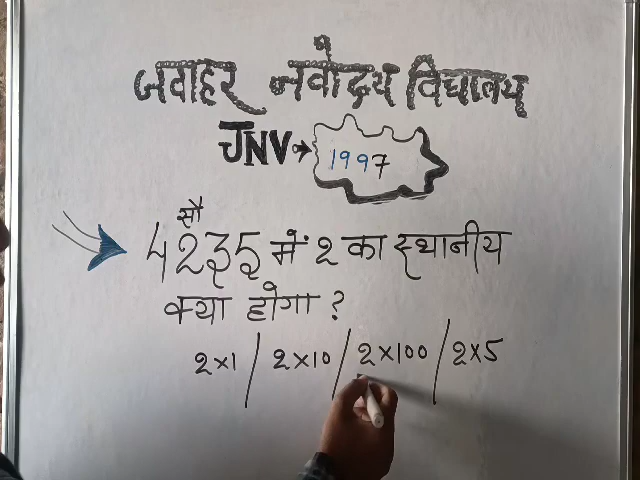 जवाहर नवोदय विद्यालय
JNV → 1997
सौ
4235 में 2 का स्थानीय
क्या होगा ?
2×1 / 2×10 / 2×100 / 2×5